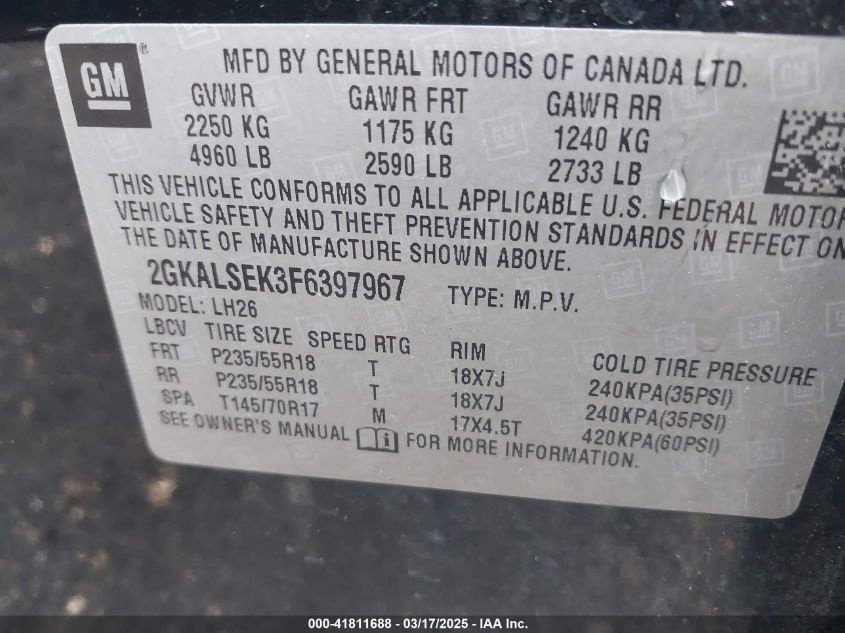 GM ®
MFD BY GENERAL MOTORS OF CANADA LTD.
GVWR GAWR FRT GAWR RR
2250 KG 1175 KG 1240 KG
4960 LB 2590 LB 2733 LB
THIS VEHICLE CONFORMS TO ALL APPLICABLE U.S. FEDERAL MOTOR
VEHICLE SAFETY AND THEFT PREVENTION STANDARDS IN EFFECT ON
THE DATE OF MANUFACTURE SHOWN ABOVE.
2GKALSEK3F6397967 TYPE: M.P.V.
MODEL: LH26
LBCV TIRE SIZE SPEED RTG RIM COLD TIRE PRESSURE
FRT P235/55R18 T 18X7J 240KPA(35PSI)
RR P235/55R18 T 18X7J 240KPA(35PSI)
SPA T145/70R17 M 17X4.5T 420KPA(60PSI)
SEE OWNER'S MANUAL FOR MORE INFORMATION.
000-41811688 - 03/17/2025 - IAA Inc.